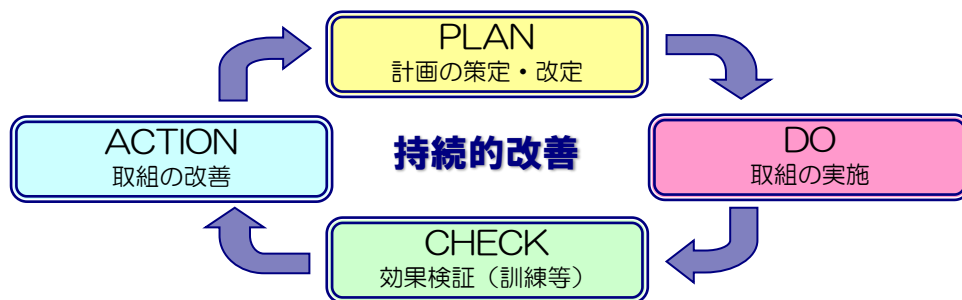 PLAN
計画の策定・改定
ACTION
取組の改善
持続的改善
DO
取組の実施
CHECK
効果検証（訓練等）